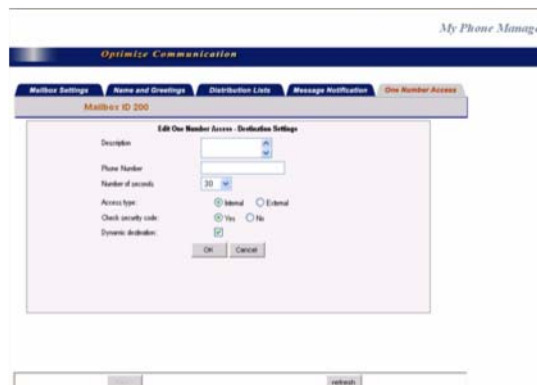 My Phone Manage
Optimize Communication
Mailbox Settings Name and Greetings Distribution Lists Message Notification One Number Access
Mailbox ID 200
Edit One Number Access - Destination Settings
Description
Phone Number
Number of seconds 30
Access type: Internal External
Check security code: Yes No
Dynamic destination:
OK Cancel
refresh